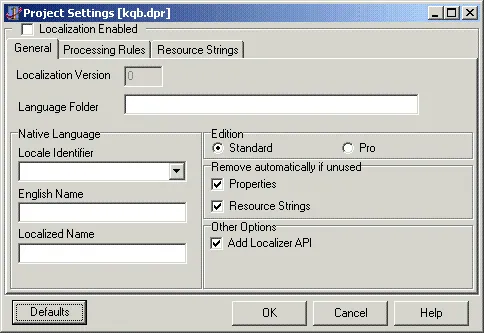 Project Settings [kqb.dpr]
Localization Enabled
General Processing Rules Resource Strings
Localization Version 0
Language Folder
Native Language
Locale Identifier
English Name
Localized Name
Edition
Standard Pro
Remove automatically if unused
Properties
Resource Strings
Other Options
Add Localizer API
Defaults OK Cancel Help